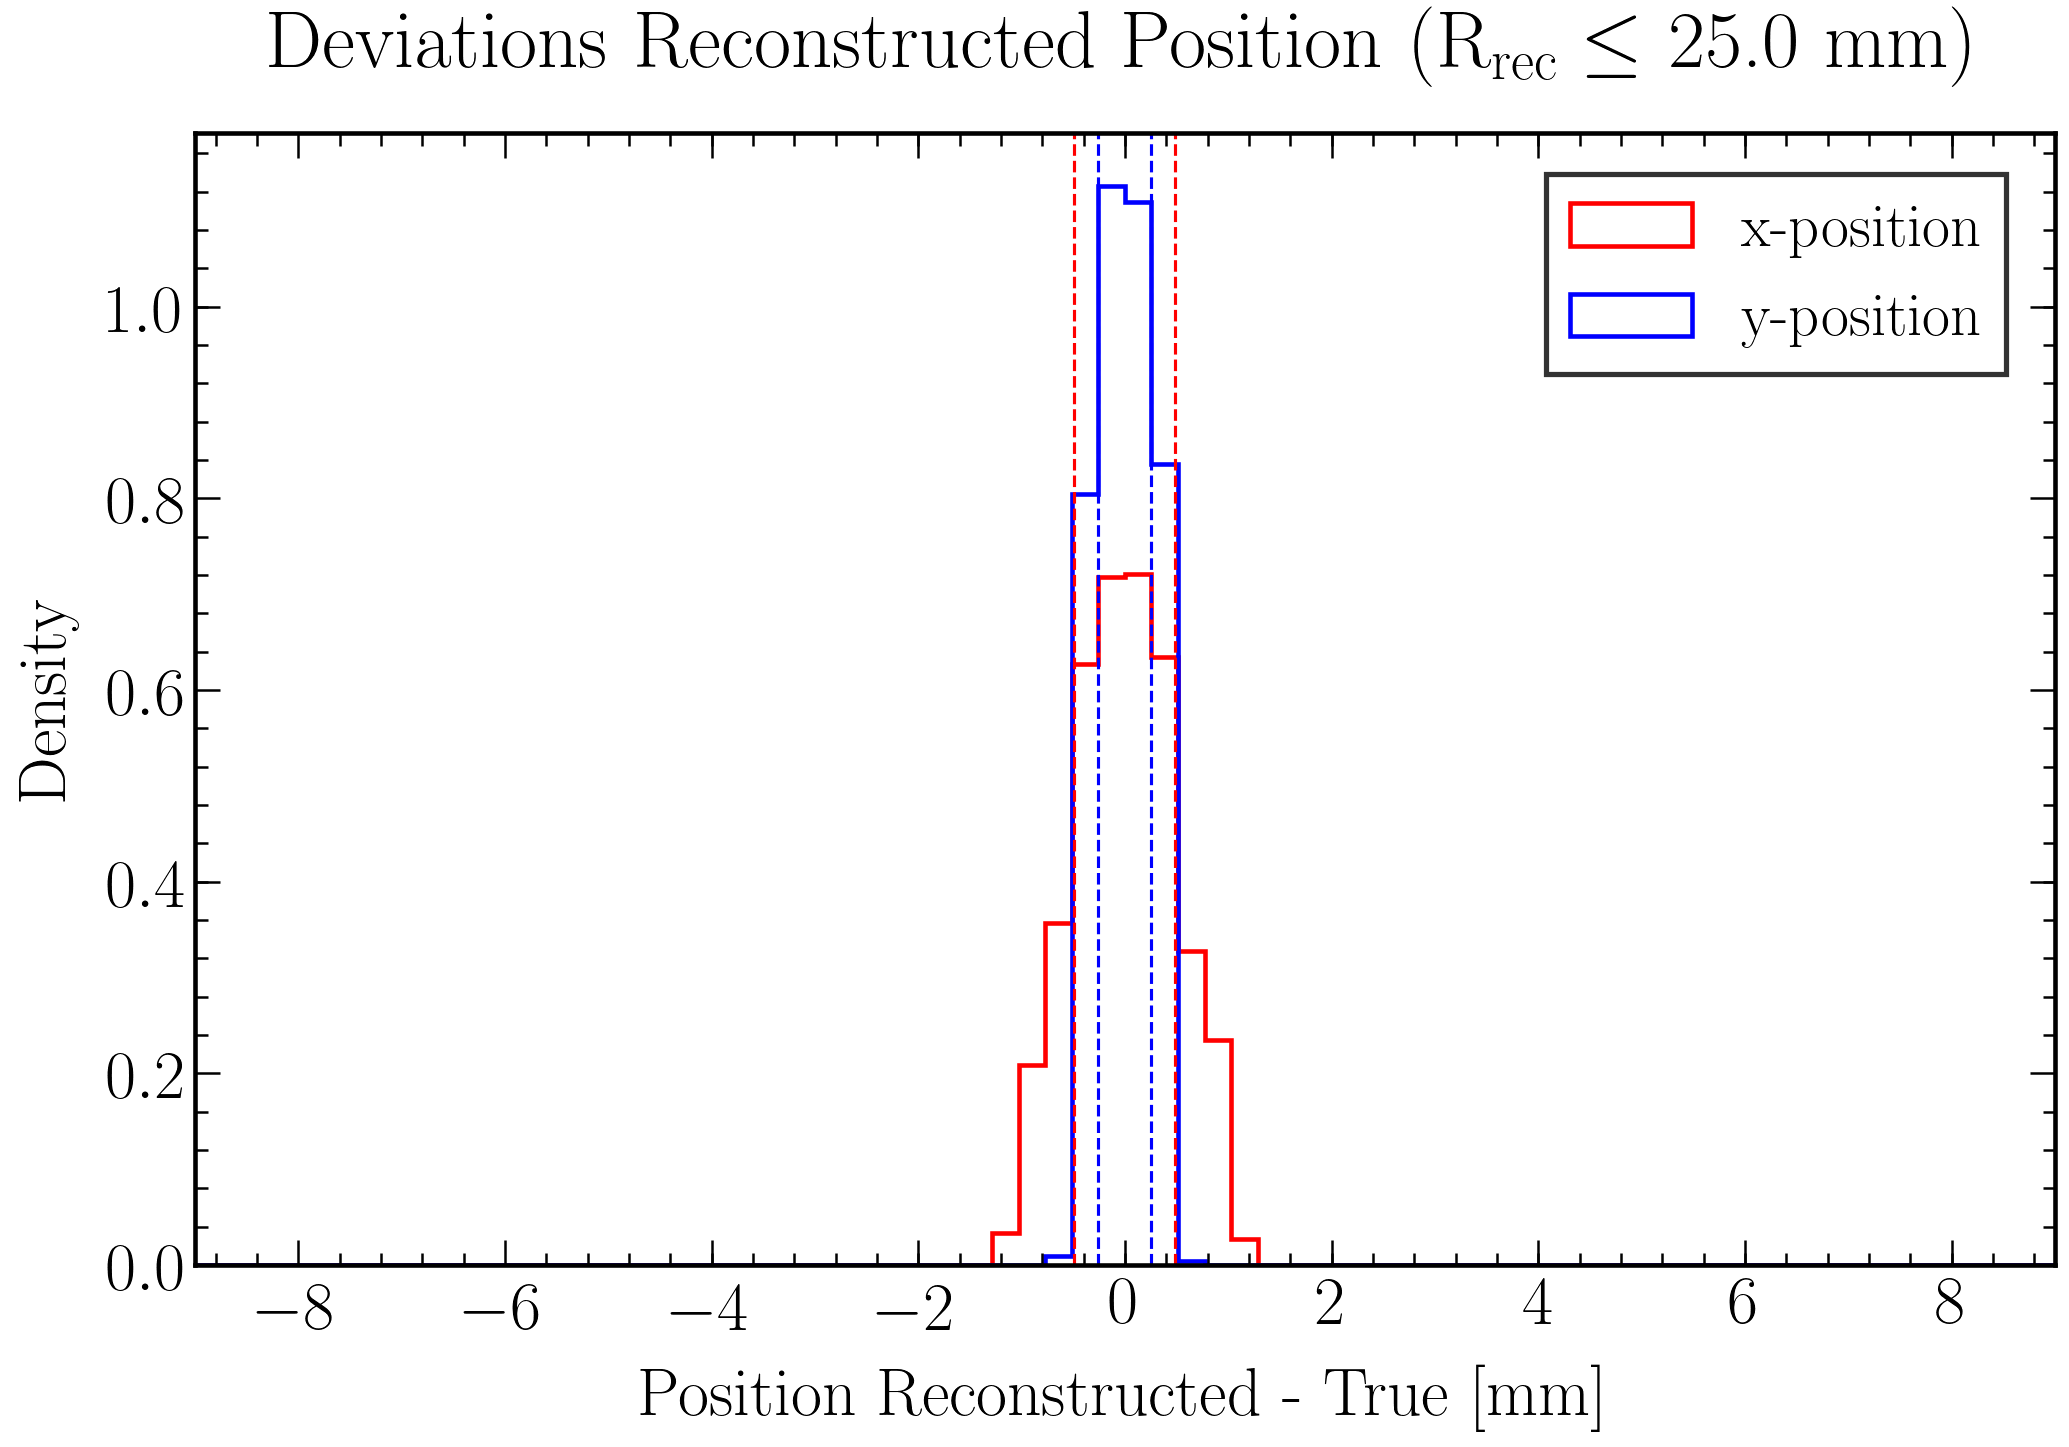 Deviations Reconstructed Position (R_rec ≤ 25.0 mm)
x-position
y-position
Density
1.0
0.8
0.6
0.4
0.2
0.0
−8 −6 −4 −2 0 2 4 6 8
Position Reconstructed - True [mm]